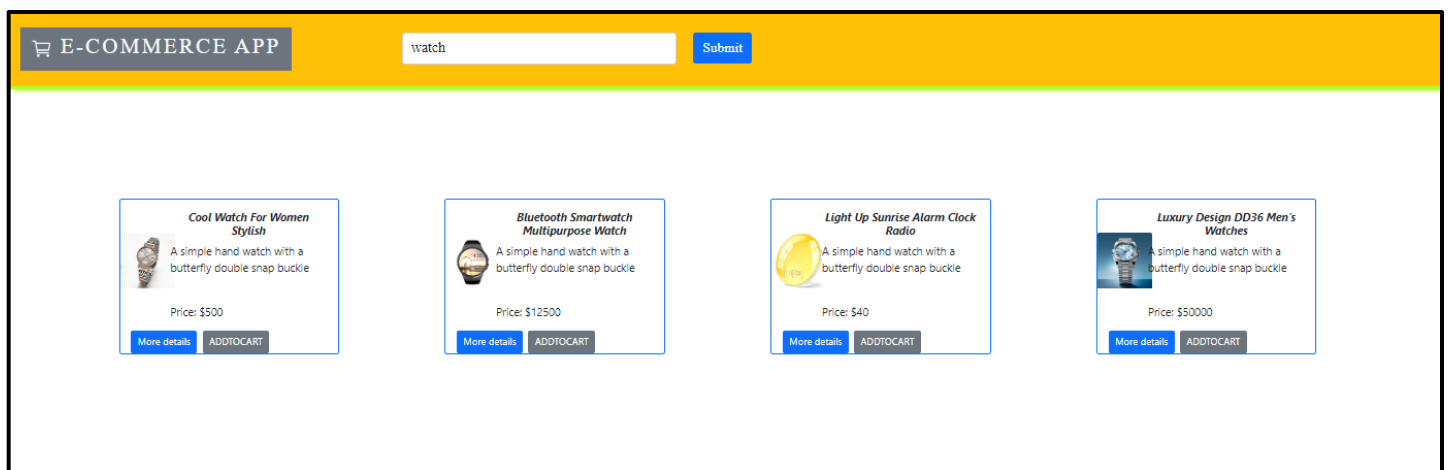 E-COMMERCE APP
watch
Submit
Cool Watch For Women
Stylish
A simple hand watch with a
butterfly double snap buckle
Price: $500
More details ADDTOCART
Bluetooth Smartwatch
Multipurpose Watch
A simple hand watch with a
butterfly double snap buckle
Price: $12500
More details ADDTOCART
Light Up Sunrise Alarm Clock
Radio
A simple hand watch with a
butterfly double snap buckle
Price: $40
More details ADDTOCART
Luxury Design DD36 Men's
Watches
A simple hand watch with a
butterfly double snap buckle
Price: $50000
More details ADDTOCART